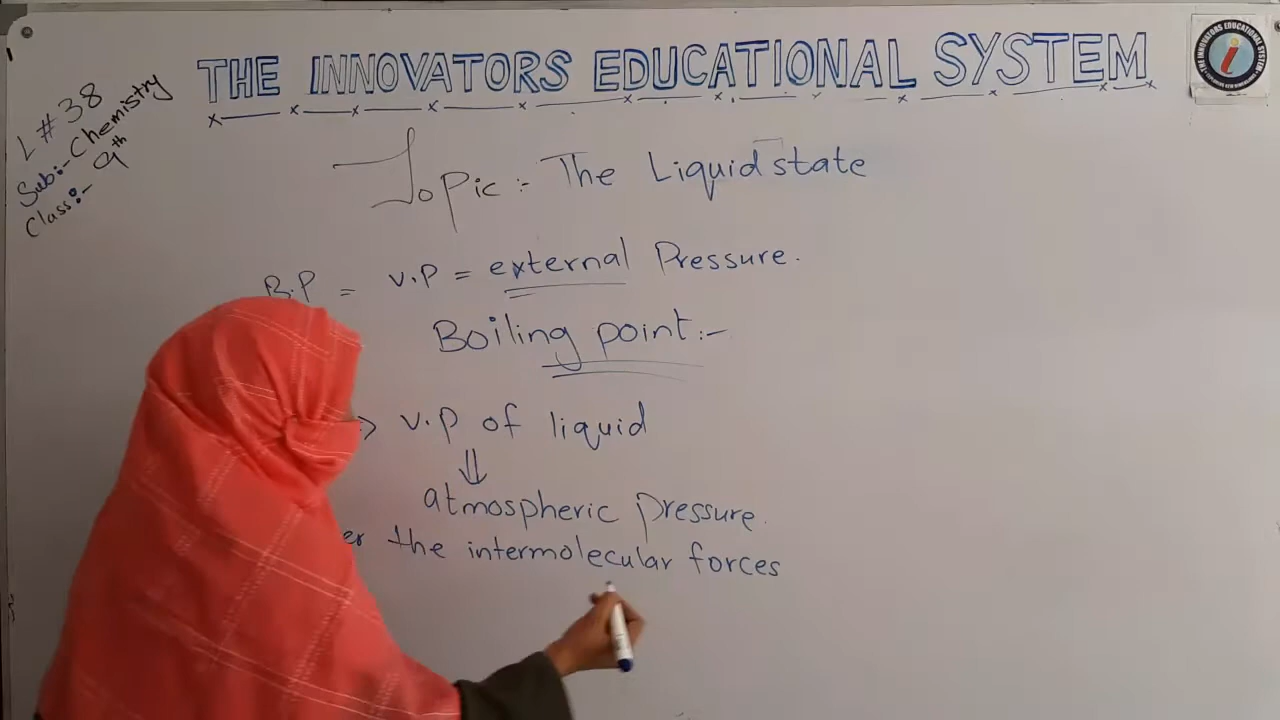 THE INNOVATORS EDUCATIONAL SYSTEM
L # 38
Sub:- Chemistry
Class:- 9th
Topic:- The Liquid state
B.P = V.P = external Pressure.
Boiling point:-
→ V.P of liquid
⇓
atmospheric pressure.
er the intermolecular forces